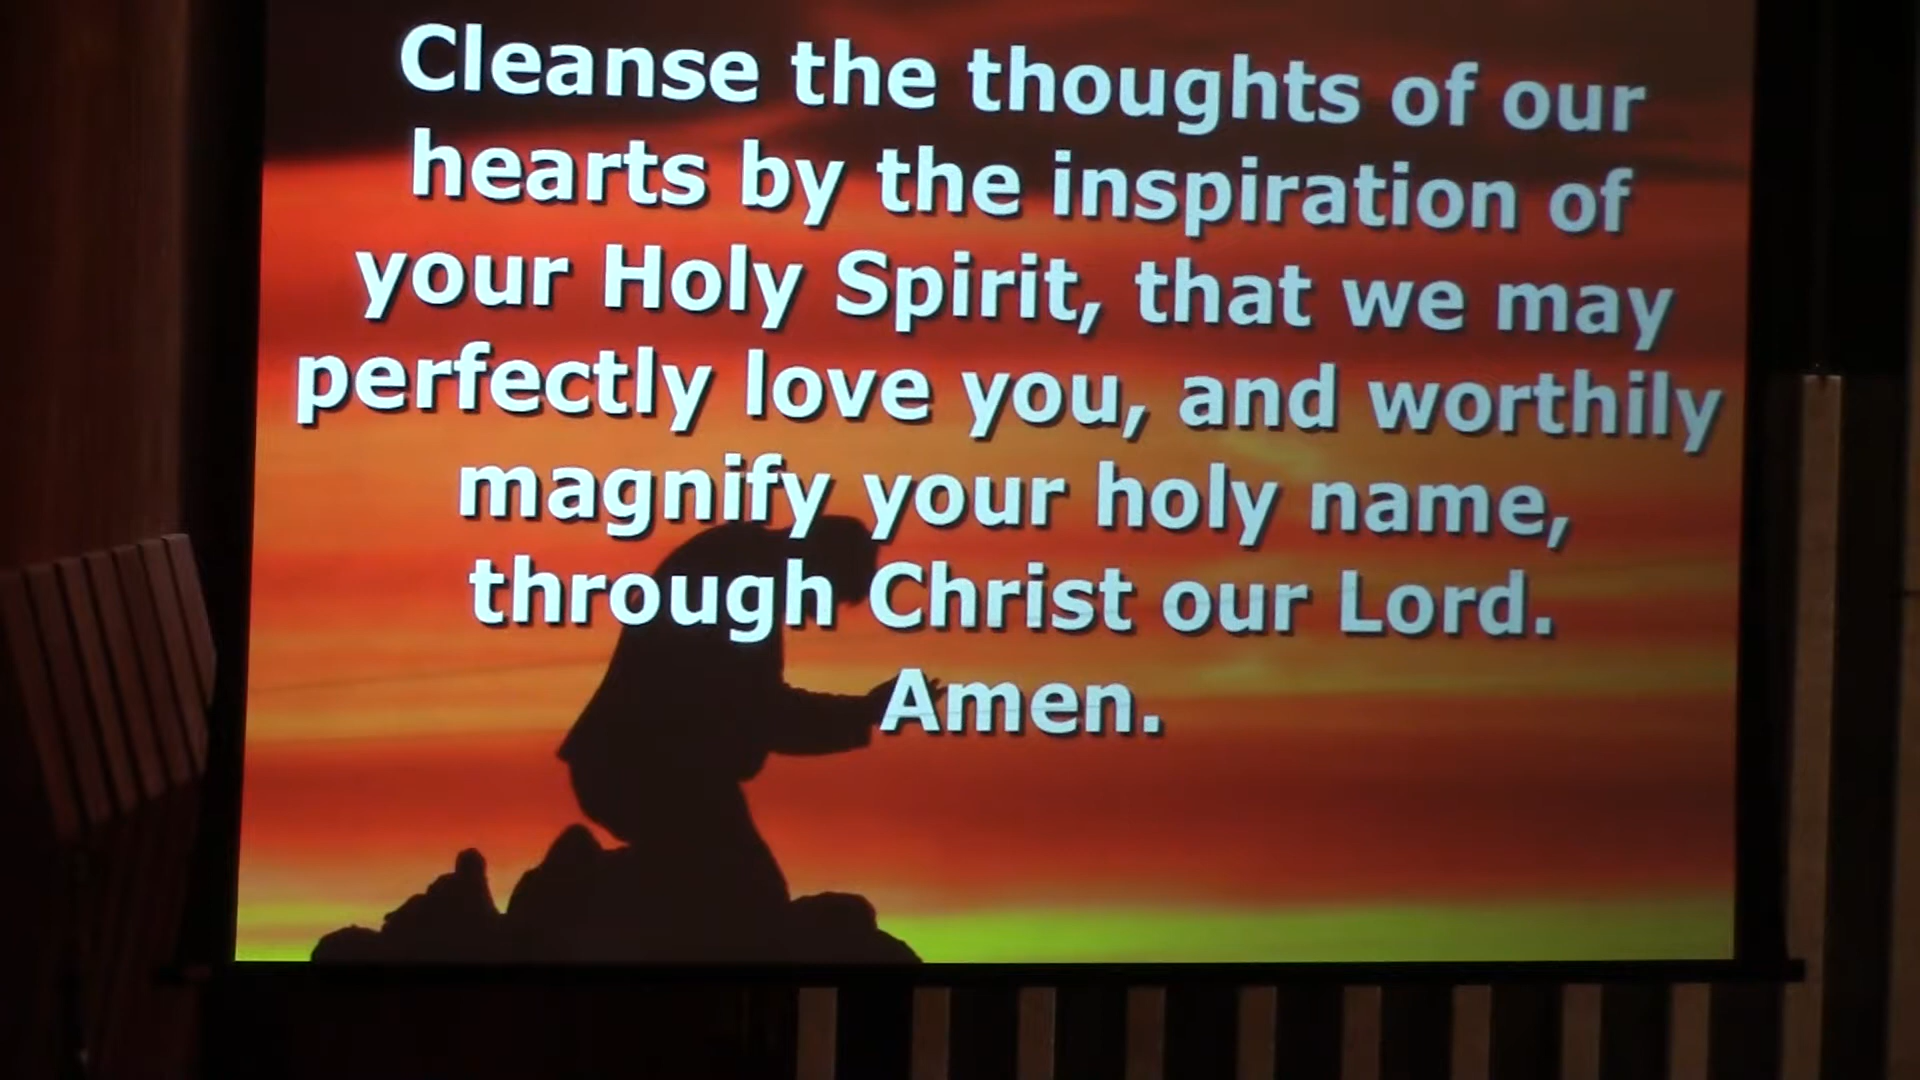 Cleanse the thoughts of our
hearts by the inspiration of
your Holy Spirit, that we may
perfectly love you, and worthily
magnify your holy name,
through Christ our Lord.
Amen.